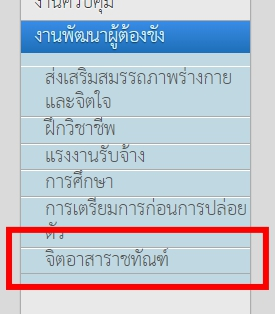 งานควบคุม
งานพัฒนาผู้ต้องขัง
ส่งเสริมสมรรถภาพร่างกาย
และจิตใจ
ฝึกวิชาชีพ
แรงงานรับจ้าง
การศึกษา
การเตรียมการก่อนการปล่อย
ตัว
จิตอาสาราชทัณฑ์